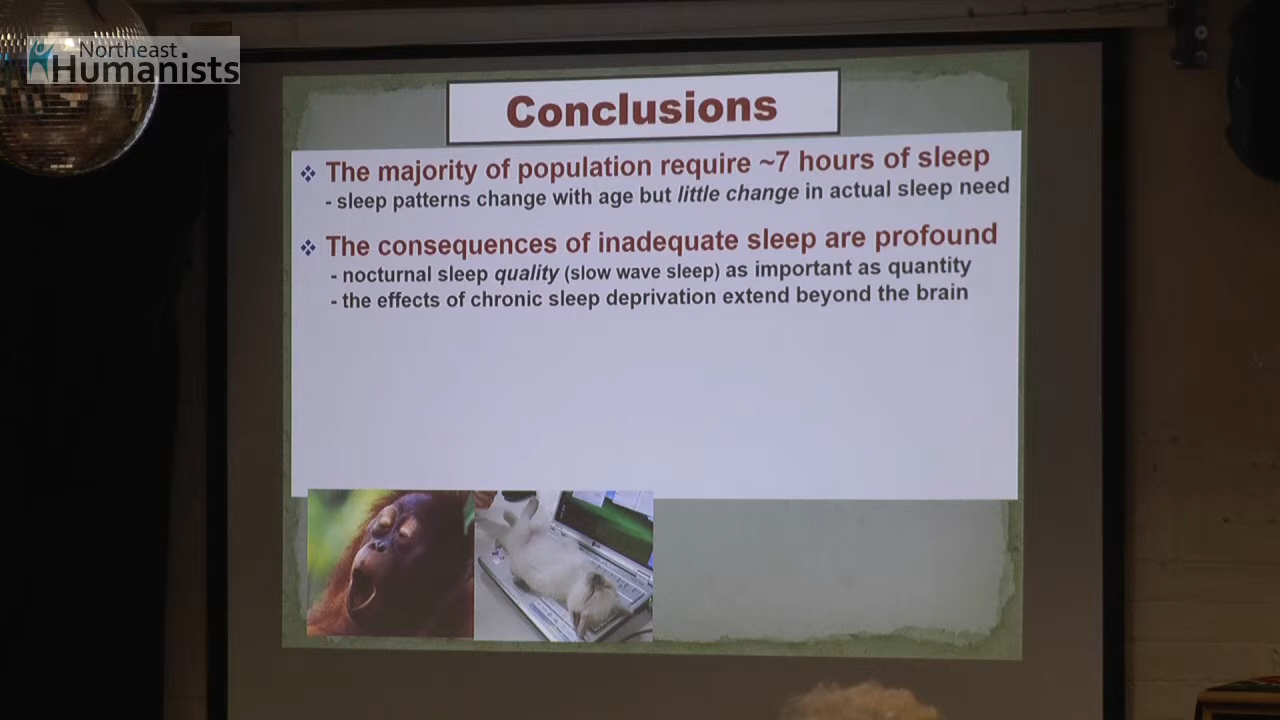 Northeast
Humanists
Conclusions
❖ The majority of population require ~7 hours of sleep
- sleep patterns change with age but little change in actual sleep need
❖ The consequences of inadequate sleep are profound
- nocturnal sleep quality (slow wave sleep) as important as quantity
- the effects of chronic sleep deprivation extend beyond the brain